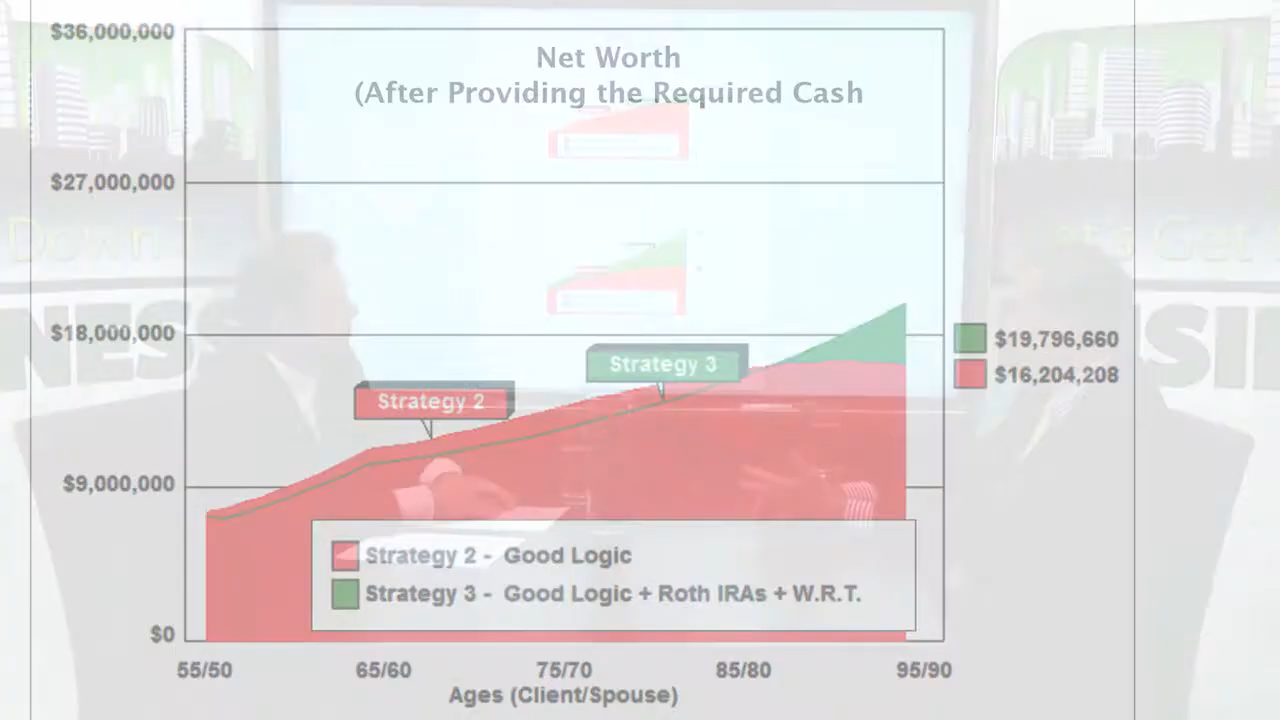 $36,000,000
Net Worth
(After Providing the Required Cash
$27,000,000
Down
Get
$18,000,000
$19,796,660
$16,204,208
Strategy 3
Strategy 2
$9,000,000
Strategy 2 - Good Logic
Strategy 3 - Good Logic + Roth IRAs + W.R.T.
$0
55/50 65/60 75/70 85/80 95/90
Ages (Client/Spouse)